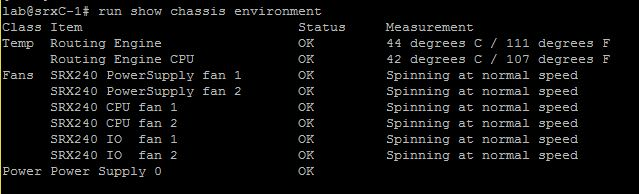 lab@srxC-1# run show chassis environment
Class Item                           Status     Measurement
Temp  Routing Engine                 OK         44 degrees C / 111 degrees F
      Routing Engine CPU             OK         42 degrees C / 107 degrees F
Fans  SRX240 PowerSupply fan 1       OK         Spinning at normal speed
      SRX240 PowerSupply fan 2       OK         Spinning at normal speed
      SRX240 CPU fan 1               OK         Spinning at normal speed
      SRX240 CPU fan 2               OK         Spinning at normal speed
      SRX240 IO  fan 1               OK         Spinning at normal speed
      SRX240 IO  fan 2               OK         Spinning at normal speed
Power Power Supply 0                 OK